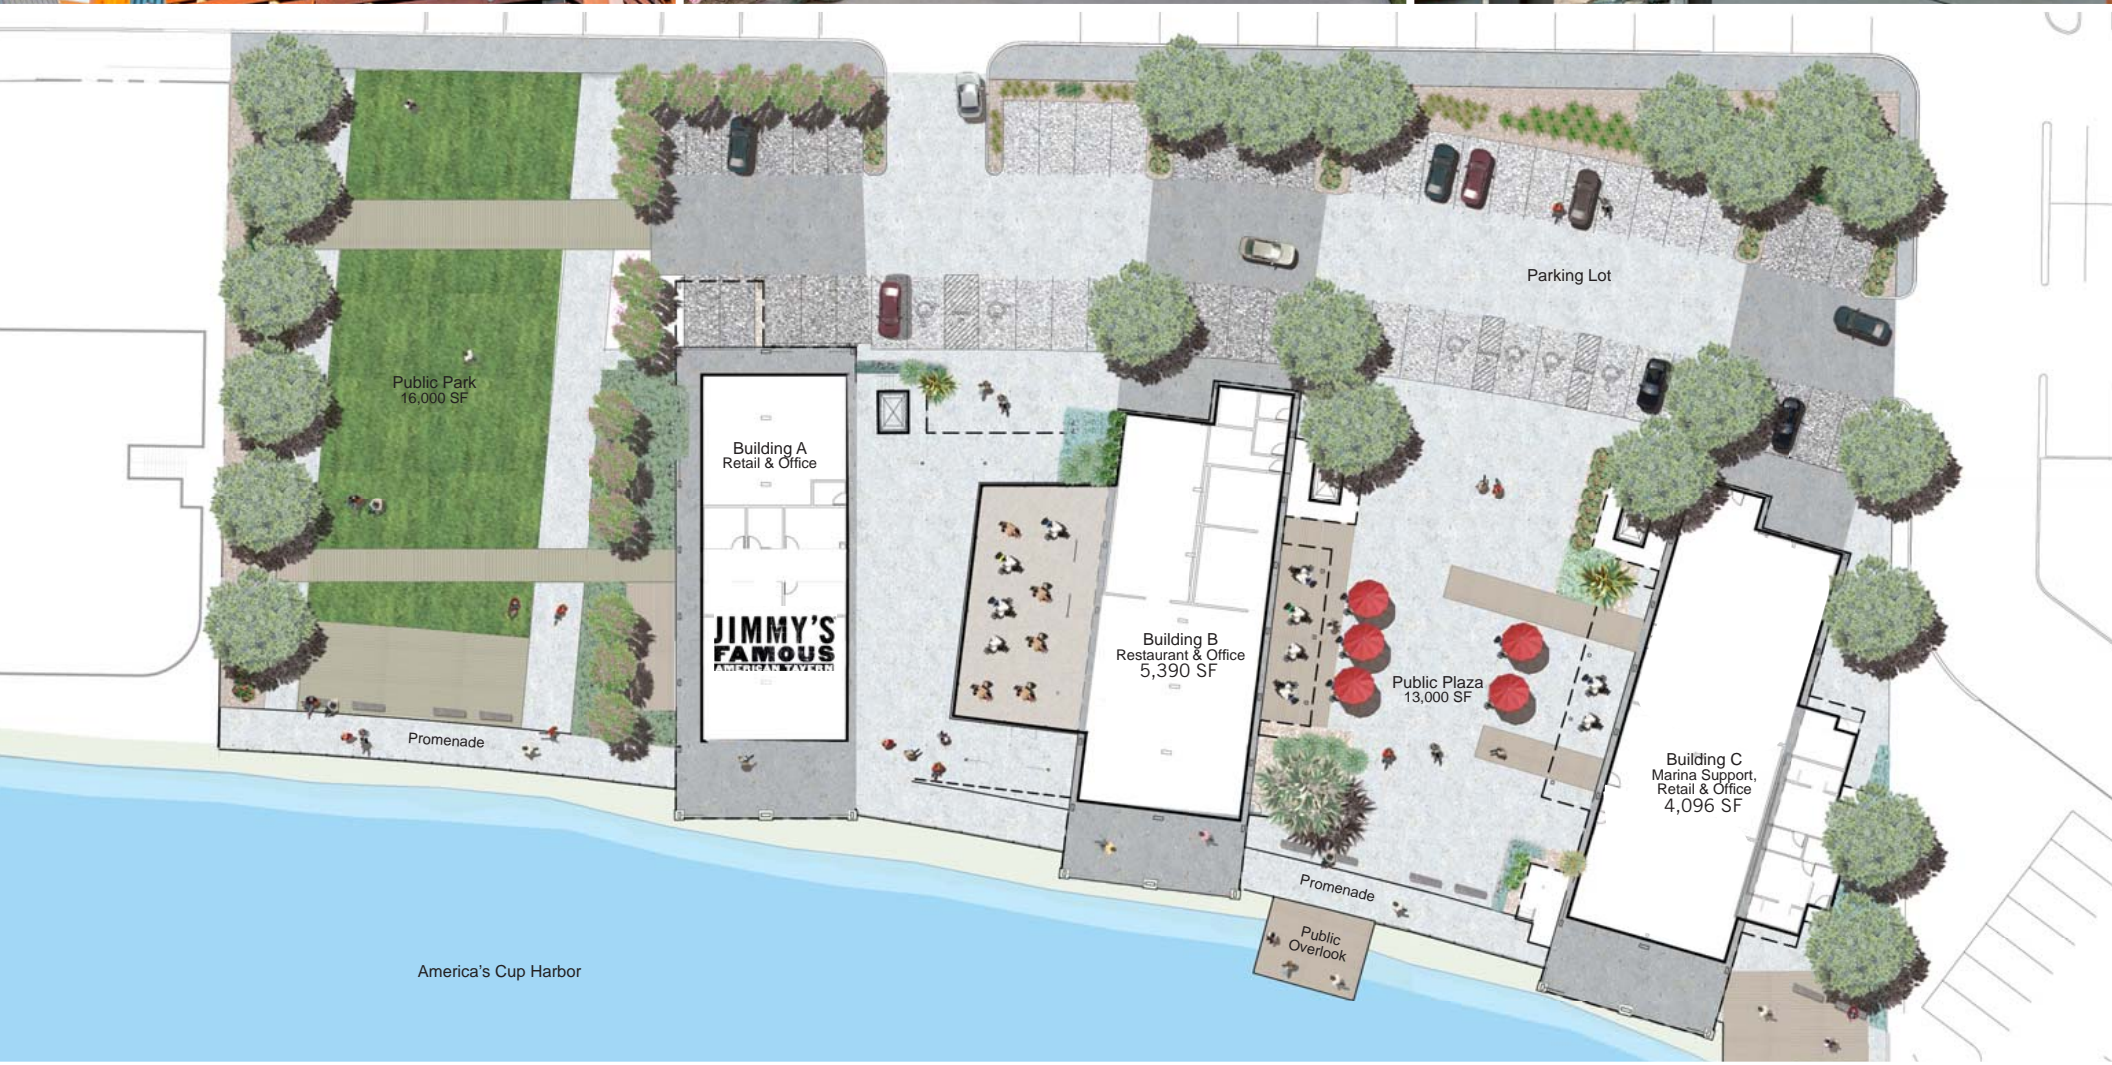 Parking Lot
Public Park
16,000 SF
Building A
Retail & Office
JIMMY'S
FAMOUS
AMERICAN TAVERN
Building B
Restaurant & Office
5,390 SF
Public Plaza
13,000 SF
Promenade
Building C
Marina Support,
Retail & Office
4,096 SF
Promenade
Public
Overlook
America's Cup Harbor